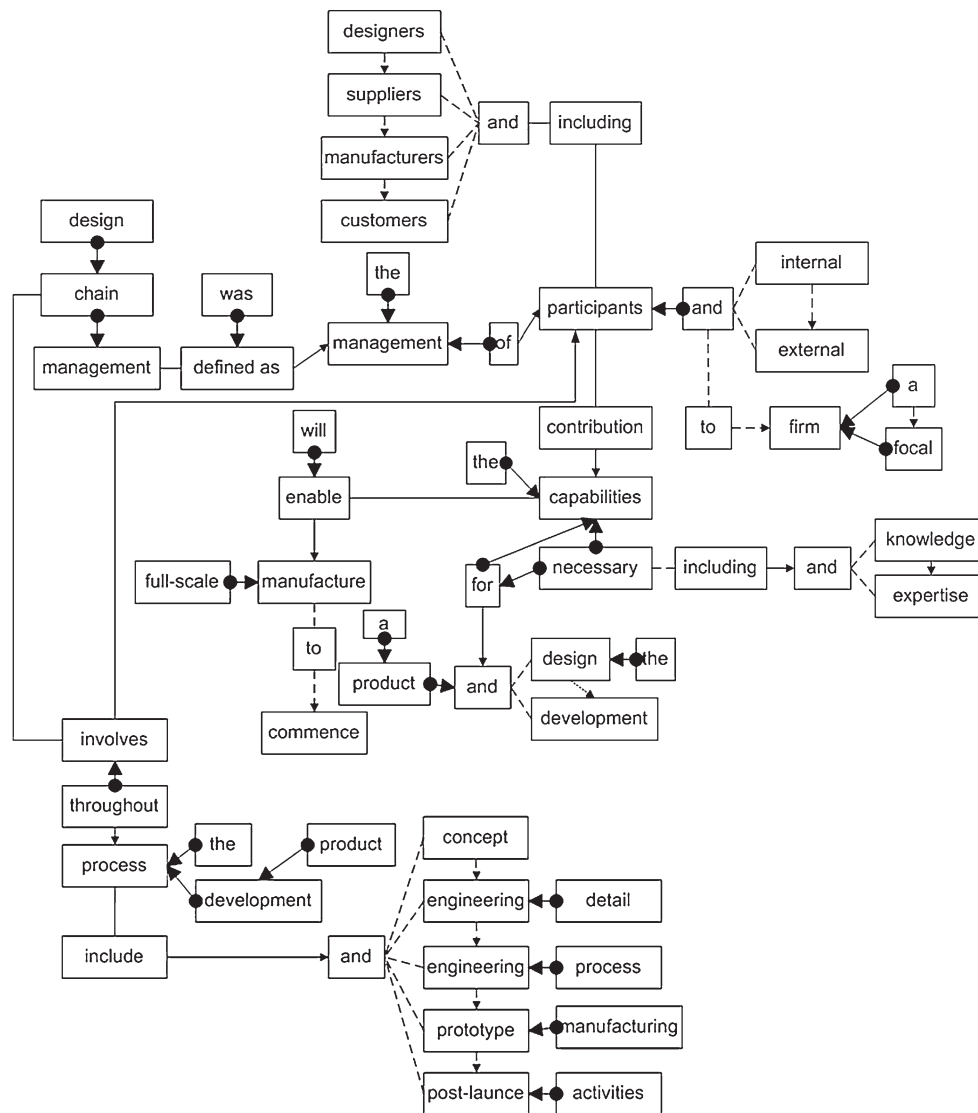 designers
suppliers
and
including
manufacturers
customers
design
the
internal
chain
was
participants
and
management
defined as
management
of
external
a
will
contribution
to
firm
focal
the
enable
capabilities
knowledge
full-scale
manufacture
for
necessary
including
and
expertise
a
to
design
the
product
and
commence
development
involves
throughout
the
product
concept
process
development
engineering
detail
include
and
engineering
process
prototype
manufacturing
post-launce
activities